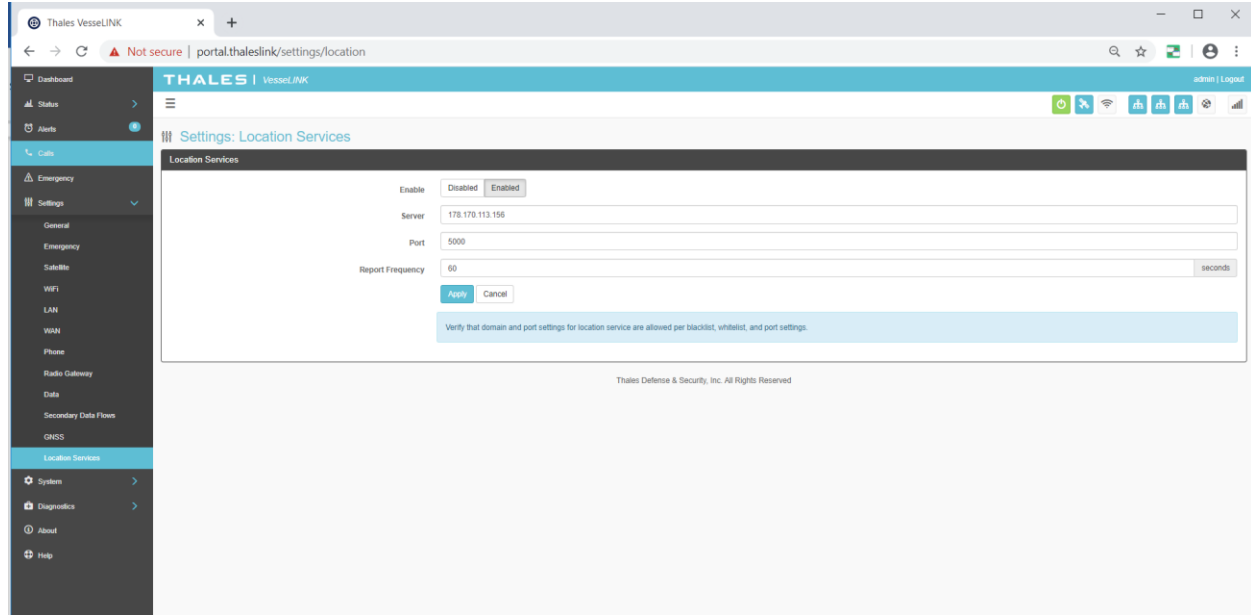 Thales VesseLINK
Not secure | portal.thaleslink/settings/location
Dashboard
Status
Alerts 0
Calls
Emergency
Settings
General
Emergency
Satellite
WiFi
LAN
WAN
Phone
Radio Gateway
Data
Secondary Data Flows
GNSS
Location Services
System
Diagnostics
About
Help
THALES | VesseLINK
admin | Logout
Settings: Location Services
Location Services
Enable Disabled Enabled
Server 178.170.113.156
Port 5000
Report Frequency 60 seconds
Apply Cancel
Verify that domain and port settings for location service are allowed per blacklist, whitelist, and port settings.
Thales Defense & Security, Inc. All Rights Reserved